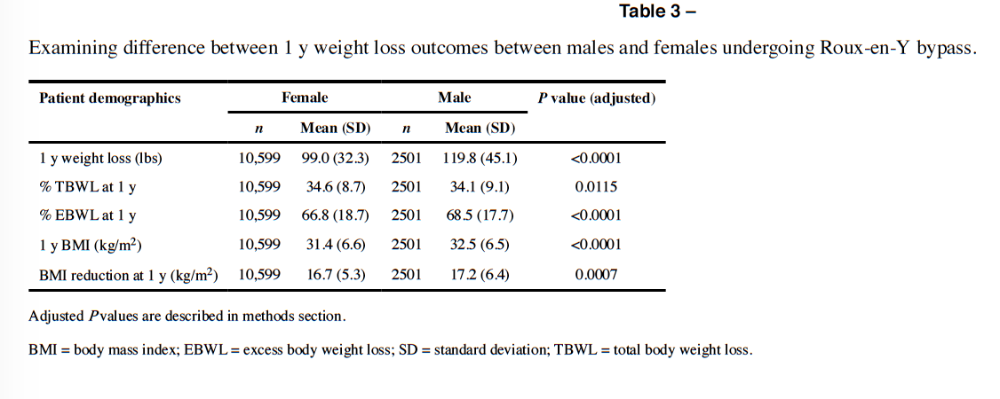 Table 3 –
Examining difference between 1 y weight loss outcomes between males and females undergoing Roux-en-Y bypass.
Patient demographics Female Male P value (adjusted)
n Mean (SD) n Mean (SD)
1 y weight loss (lbs) 10,599 99.0 (32.3) 2501 119.8 (45.1) <0.0001
% TBWL at 1 y 10,599 34.6 (8.7) 2501 34.1 (9.1) 0.0115
% EBWL at 1 y 10,599 66.8 (18.7) 2501 68.5 (17.7) <0.0001
1 y BMI (kg/m²) 10,599 31.4 (6.6) 2501 32.5 (6.5) <0.0001
BMI reduction at 1 y (kg/m²) 10,599 16.7 (5.3) 2501 17.2 (6.4) 0.0007
Adjusted Pvalues are described in methods section.
BMI = body mass index; EBWL = excess body weight loss; SD = standard deviation; TBWL = total body weight loss.